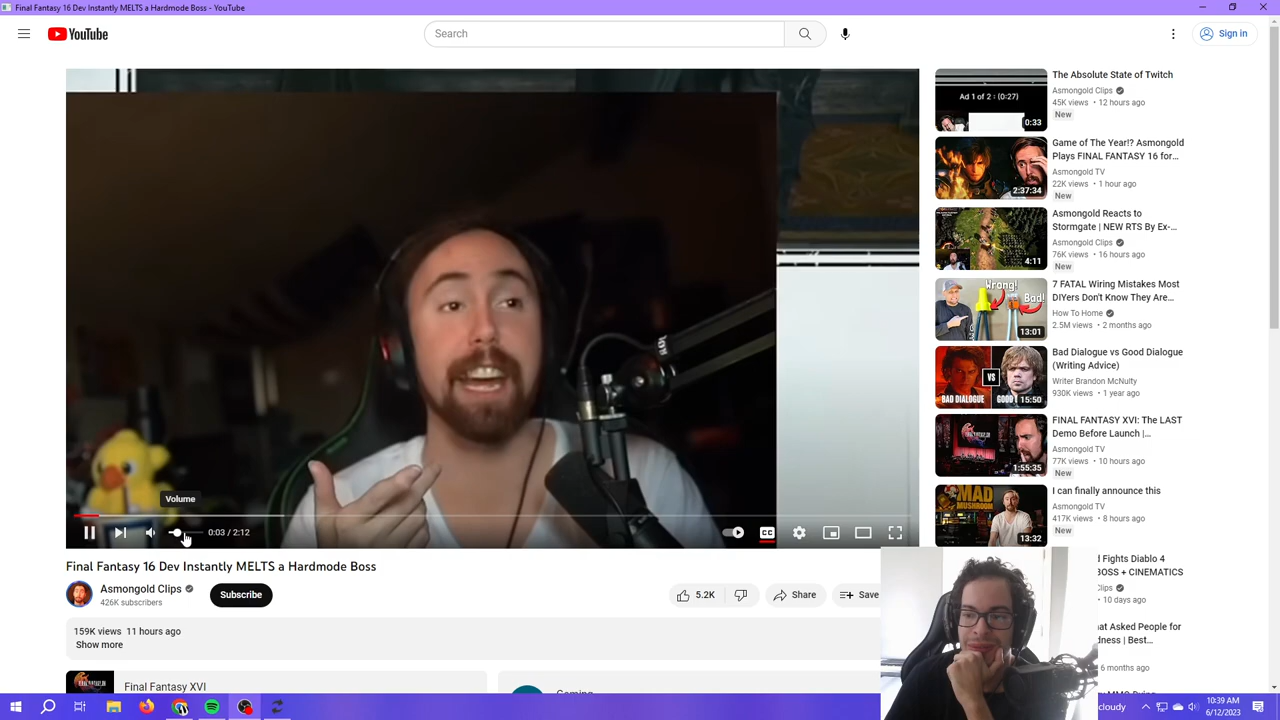 Final Fantasy 16 Dev Instantly MELTS a Hardmode Boss - YouTube
YouTube
Search
Sign in
Volume
0:03 / 2:12
CC
Final Fantasy 16 Dev Instantly MELTS a Hardmode Boss
Asmongold Clips
426K subscribers
Subscribe
5.2K
Share
Save
159K views 11 hours ago
Show more
Final Fantasy XVI
Gaming
Ad 1 of 2 : (0:27)
0:33
The Absolute State of Twitch
Asmongold Clips
45K views • 12 hours ago
New
2:37:34
Game of The Year!? Asmongold
Plays FINAL FANTASY 16 for...
Asmongold TV
22K views • 1 hour ago
New
4:11
Asmongold Reacts to
Stormgate | NEW RTS By Ex-...
Asmongold Clips
76K views • 16 hours ago
New
Wrong!
Bad!
13:01
7 FATAL Wiring Mistakes Most
DIYers Don't Know They Are...
How To Home
2.5M views • 2 months ago
VS
BAD DIALOGUE
GOOD
15:50
Bad Dialogue vs Good Dialogue
(Writing Advice)
Writer Brandon McNulty
930K views • 1 year ago
1:55:35
FINAL FANTASY XVI: The LAST
Demo Before Launch |...
Asmongold TV
77K views • 10 hours ago
New
MAD
MUSHROOM
13:32
I can finally announce this
Asmongold TV
417K views • 8 hours ago
New
d Fights Diablo 4
BOSS + CINEMATICS
Clips
• 10 days ago
at Asked People for
dness | Best...
6 months ago
cloudy
10:39 AM
6/12/2023